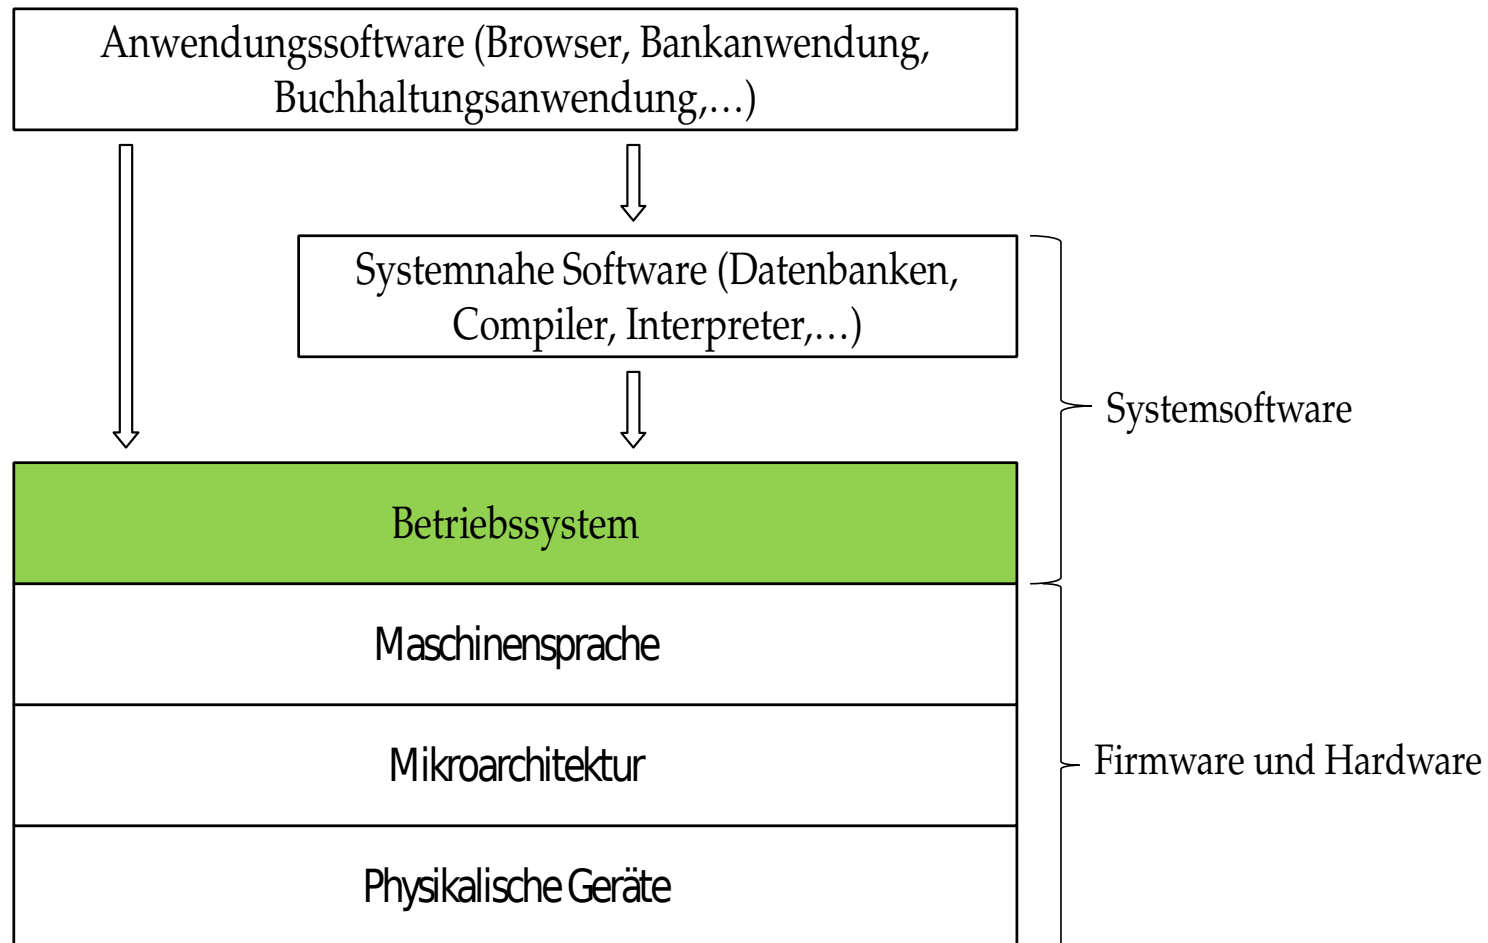 Anwendungssoftware (Browser, Bankanwendung,
Buchhaltungsanwendung,…)
Systemnahe Software (Datenbanken,
Compiler, Interpreter,…)
Systemsoftware
Betriebssystem
Maschinensprache
Mikroarchitektur
Firmware und Hardware
Physikalische Geräte